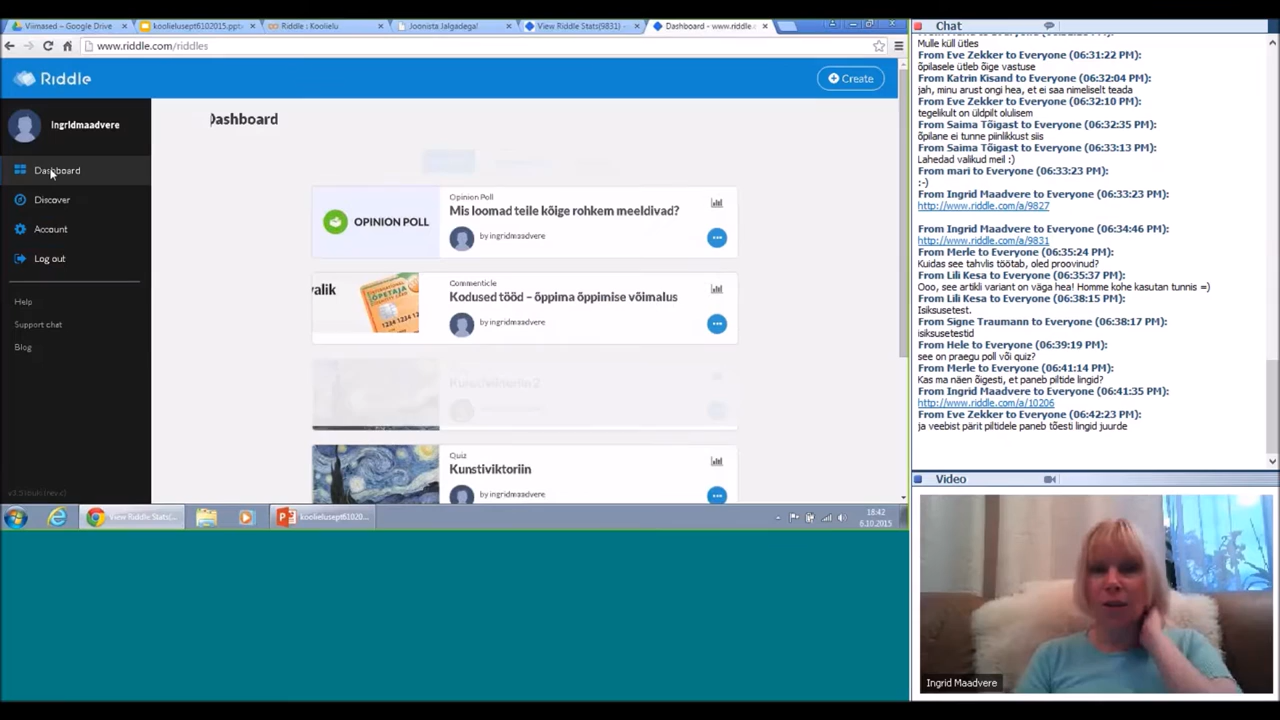 Viimased – Google Drive
koolielusept6102015.ppt
Riddle : Koolielu
Joonista Jalgadega!
View Riddle Stats(9831) –
Dashboard - www.riddle.
www.riddle.com/riddles
Riddle
Create
Ingridmaadvere
Dashboard
Discover
Account
Log out
Help
Support chat
Blog
Dashboard
Opinion Poll
OPINION POLL
Mis loomad teile kõige rohkem meeldivad?
by ingridmaadvere
Commenticle
valik
Kodused tööd – õppima õppimise võimalus
by ingridmaadvere
Quiz
Kunstiviktoriin
by ingridmaadvere
View Riddle Stats(...
koolielusept61020...
18:42
6.10.2015
Chat
Mulle küll ütles
From Eve Zekker to Everyone (06:31:22 PM):
õpilasele ütleb õige vastuse
From Katrin Kisand to Everyone (06:32:04 PM):
jah, minu arust ongi hea, et ei saa nimeliselt teada
From Eve Zekker to Everyone (06:32:10 PM):
tegelikult on üldpilt olulisem
From Saima Tõigast to Everyone (06:32:35 PM):
õpilane ei tunne piinlikkust siis
From Saima Tõigast to Everyone (06:33:13 PM):
Lahedad valikud meil :)
From mari to Everyone (06:33:23 PM):
:-)
From Ingrid Maadvere to Everyone (06:33:23 PM):
http://www.riddle.com/a/9827
From Ingrid Maadvere to Everyone (06:34:46 PM):
http://www.riddle.com/a/9831
From Merle to Everyone (06:35:24 PM):
Kuidas see tahvlis töötab, oled proovinud?
From Lili Kesa to Everyone (06:35:37 PM):
Ooo, see artikli variant on väga hea! Homme kohe kasutan tunnis =)
From Lili Kesa to Everyone (06:38:15 PM):
Isiksusetest.
From Signe Traumann to Everyone (06:38:17 PM):
isiksusetestid
From Hele to Everyone (06:39:19 PM):
see on praegu poll või quiz?
From Merle to Everyone (06:41:14 PM):
Kas ma näen õigesti, et paneb piltide lingid?
From Ingrid Maadvere to Everyone (06:41:35 PM):
http://www.riddle.com/a/10206
From Eve Zekker to Everyone (06:42:23 PM):
ja veebist pärit piltidele paneb tõesti lingid juurde
Video
Ingrid Maadvere